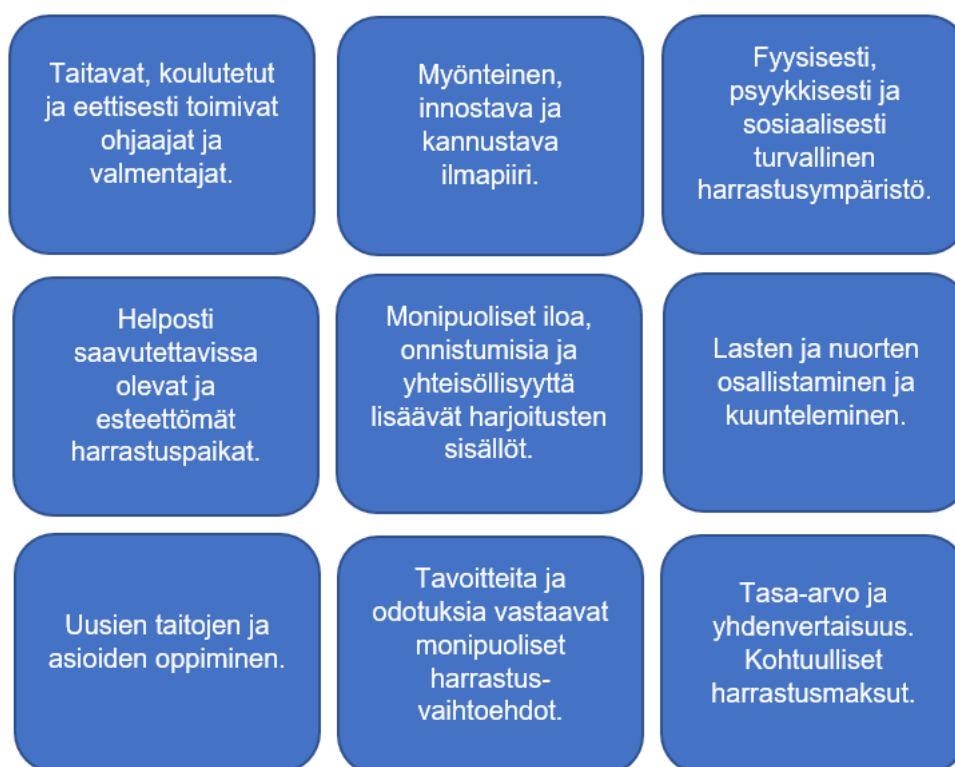 Taitavat, koulutetut
ja eettisesti toimivat
ohjaajat ja
valmentajat.
Myönteinen,
innostava ja
kannustava
ilmapiiri.
Fyysisesti,
psyykkisesti ja
sosiaalisesti
turvallinen
harrastusympäristö.
Helposti
saavutettavissa
olevat ja
esteettömät
harrastuspaikat.
Monipuoliset iloa,
onnistumisia ja
yhteisöllisyyttä
lisäävät harjoitusten
sisällöt.
Lasten ja nuorten
osallistaminen ja
kuunteleminen.
Uusien taitojen ja
asioiden oppiminen.
Tavoitteita ja
odotuksia vastaavat
monipuoliset
harrastus-
vaihtoehdot.
Tasa-arvo ja
yhdenvertaisuus.
Kohtuulliset
harrastusmaksut.